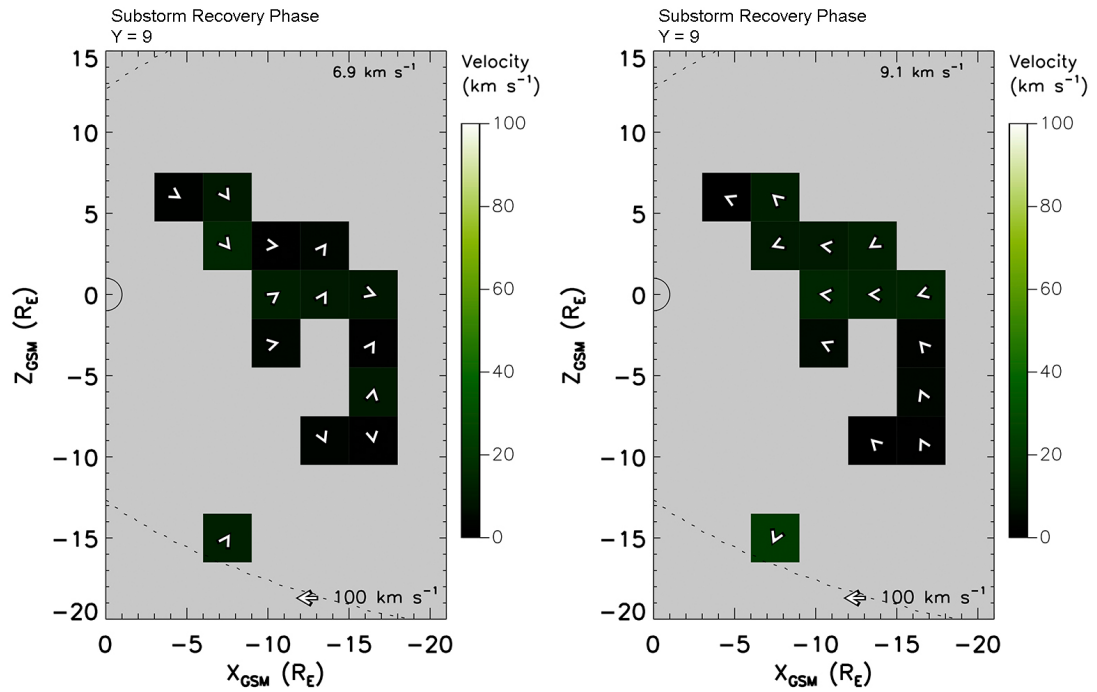 Substorm Recovery Phase
Y = 9
6.9 km s⁻¹
Velocity
(km s⁻¹)
15
10
5
0
−5
−10
−15
−20
Z_GSM (R_E)
100
80
60
40
20
0
100 km s⁻¹
0
−5
−10
−15
−20
X_GSM (R_E)
Substorm Recovery Phase
Y = 9
9.1 km s⁻¹
Velocity
(km s⁻¹)
15
10
5
0
−5
−10
−15
−20
Z_GSM (R_E)
100
80
60
40
20
0
100 km s⁻¹
0
−5
−10
−15
−20
X_GSM (R_E)